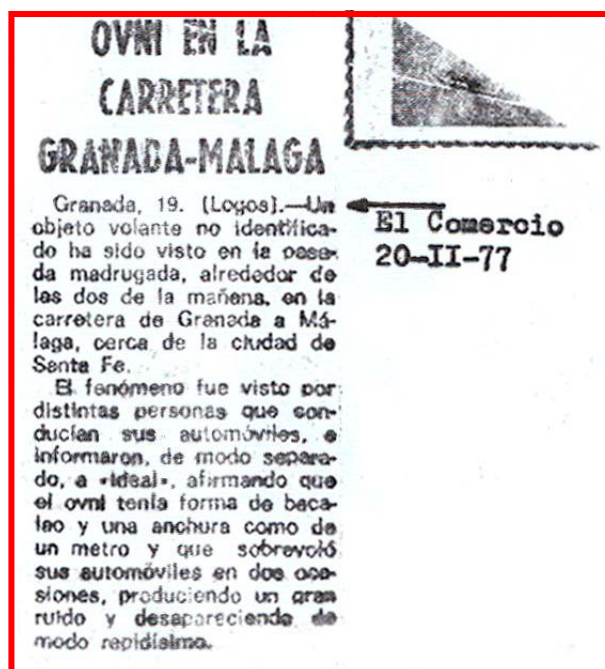 OVNI EN LA
CARRETERA
GRANADA-MALAGA
Granada, 19. (Logos).—Un
objeto volante no identifica-
do ha sido visto en la pasa-
da madrugada, alrededor de
las dos de la mañana, en la
carretera de Granada a Má-
laga, cerca de la ciudad de
Santa Fe.
El fenómeno fue visto por
distintas personas que con-
ducían sus automóviles, e
informaron, de modo separa-
do, a «Ideal», afirmando que
el ovni tenía forma de baca-
lao y una anchura como de
un metro y que sobrevoló
sus automóviles en dos oca-
siones, produciendo un gran
ruido y desapareciendo de
modo rapidísimo.
El Comercio
20-II-77